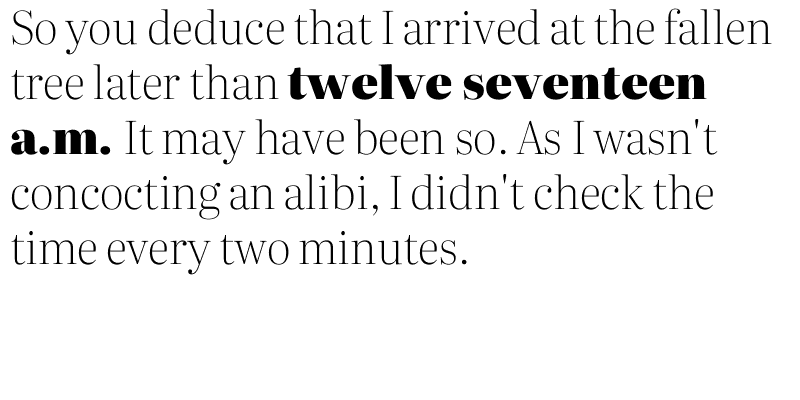 So you deduce that I arrived at the fallen
tree later than twelve seventeen
a.m. It may have been so. As I wasn't
concocting an alibi, I didn't check the
time every two minutes.